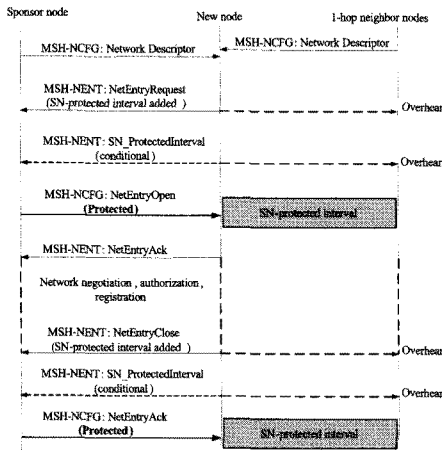 Sponsor node
New node
1-hop neighbor nodes
MSH-NCFG: Network Descriptor
MSH-NCFG: Network Descriptor
MSH-NENT: NetEntryRequest
(SN-protected interval added )
Overhear
MSH-NENT: SN_ProtectedInterval
(conditional)
Overhear
MSH-NCFG: NetEntryOpen
(Protected)
SN-protected interval
MSH-NENT: NetEntryAck
Network negotiation , authorization ,
registration
MSH-NENT: NetEntryClose
(SN-protected interval added )
Overhear
MSH-NENT: SN_ProtectedInterval
(conditional)
Overhear
MSH-NCFG: NetEntryAck
(Protected)
SN-protected interval